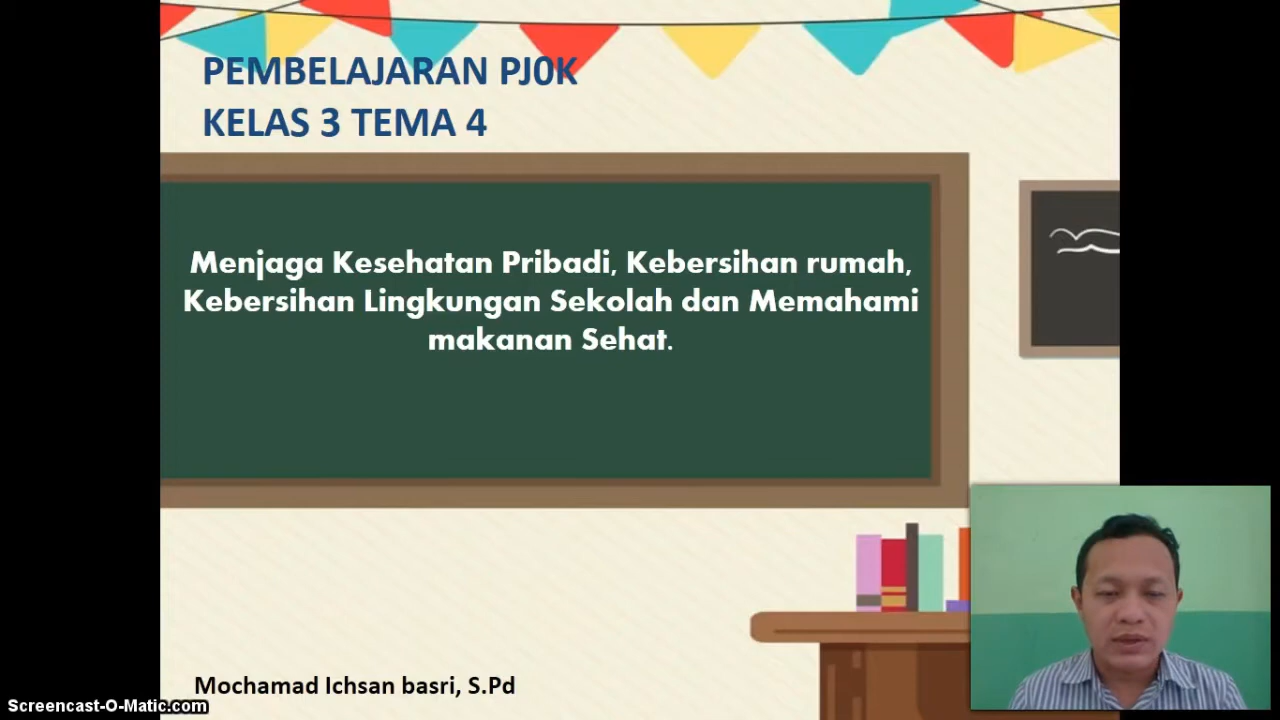 PEMBELAJARAN PJ0K
KELAS 3 TEMA 4
Menjaga Kesehatan Pribadi, Kebersihan rumah,
Kebersihan Lingkungan Sekolah dan Memahami
makanan Sehat.
Mochamad Ichsan basri, S.Pd
Screencast-O-Matic.com